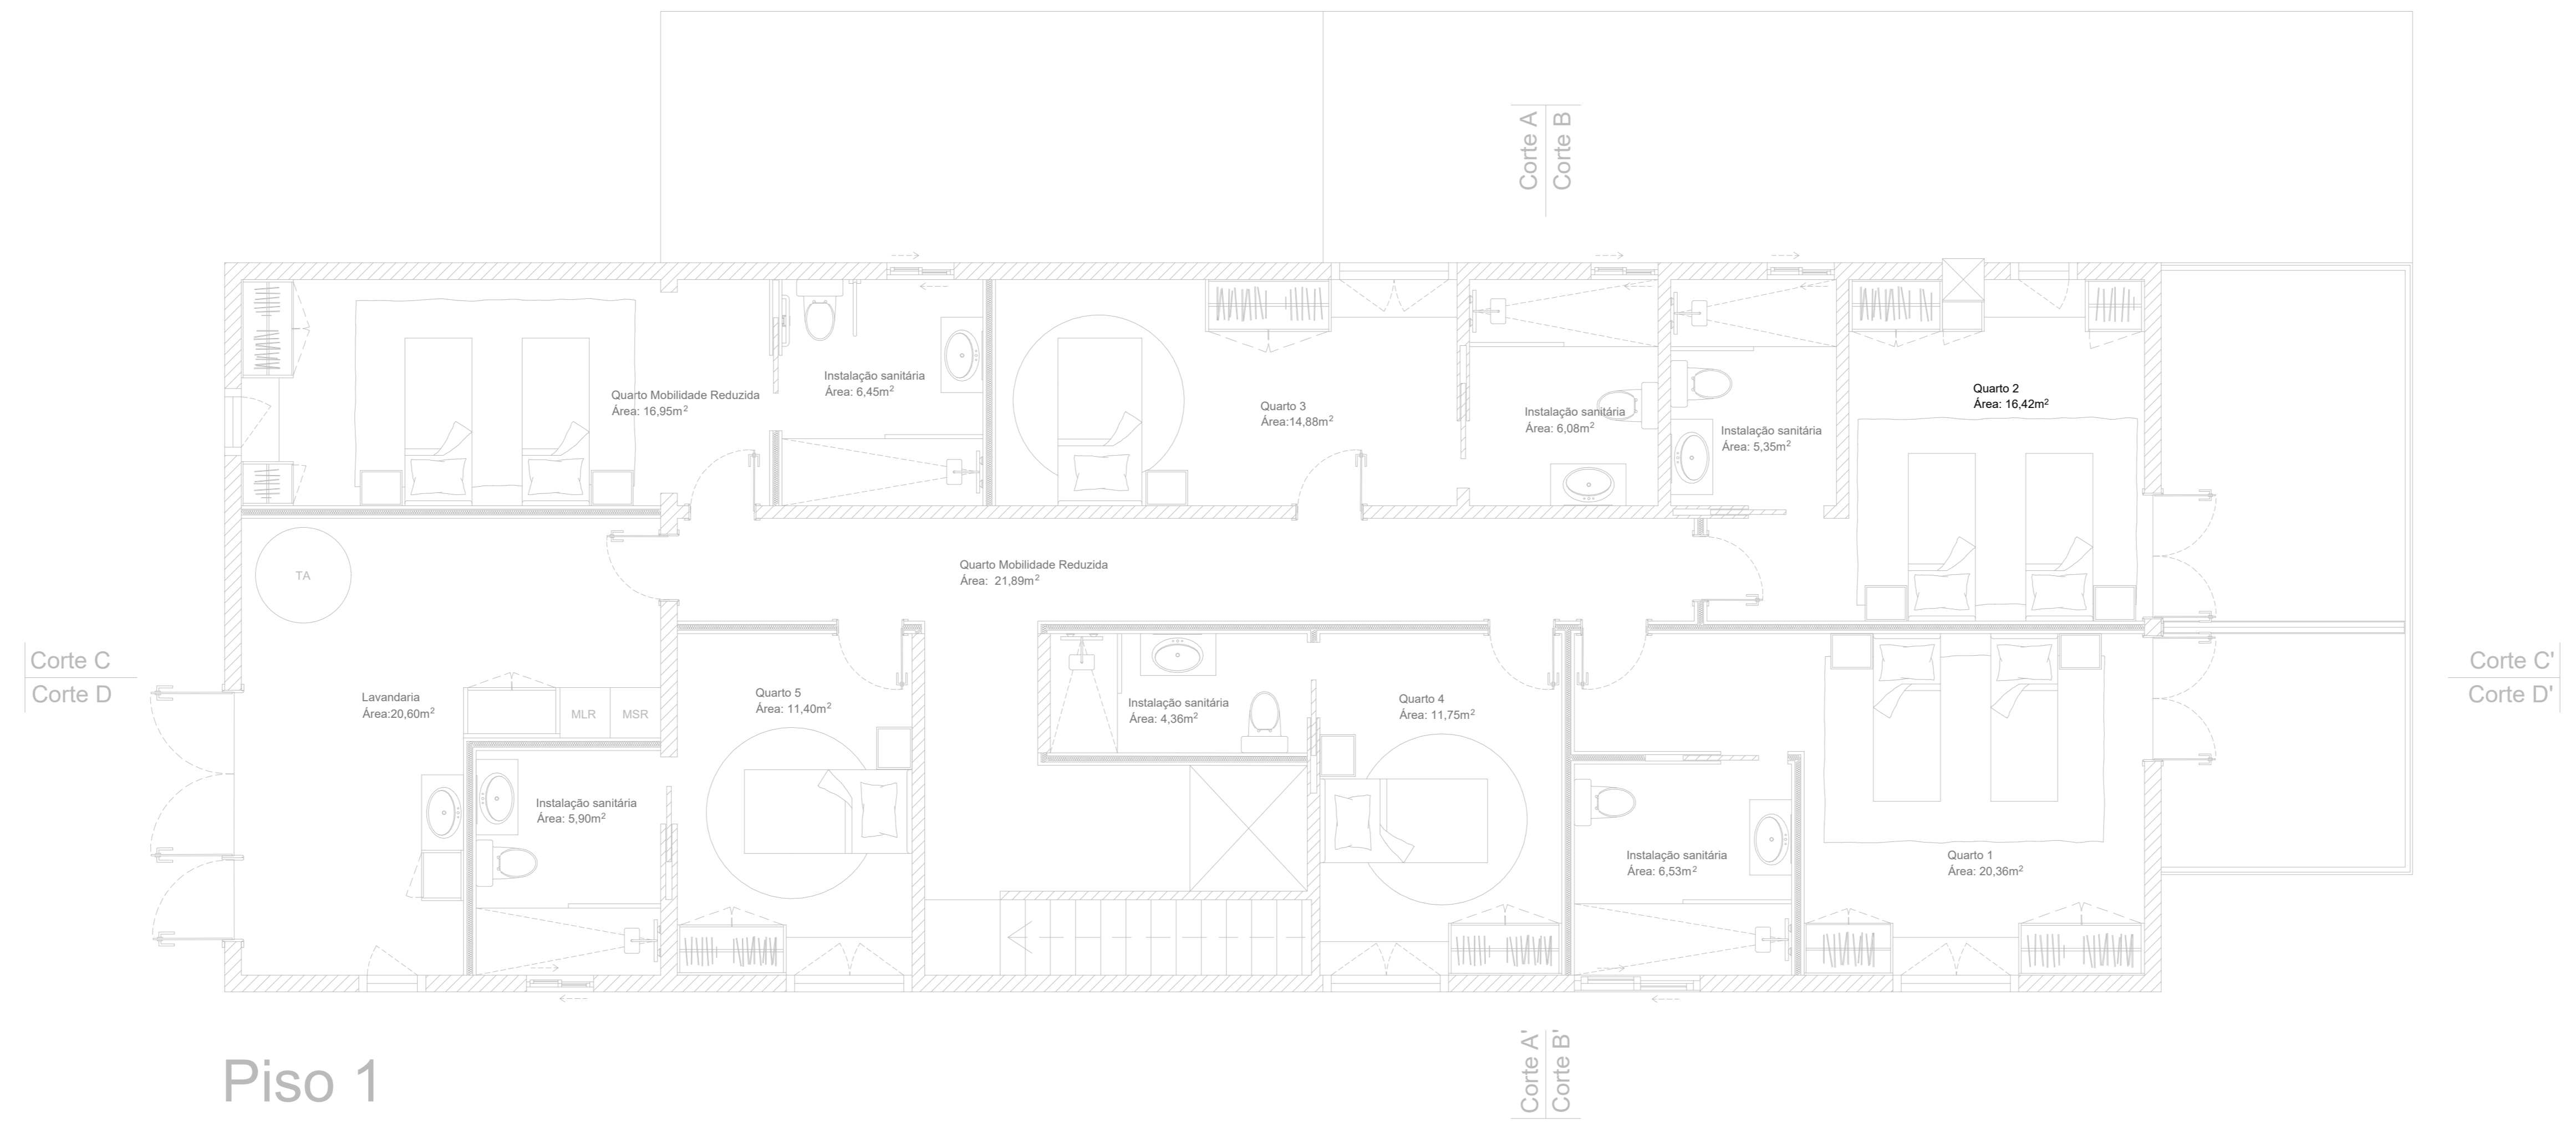 Corte A
Corte B
Quarto Mobilidade Reduzida
Área: 16,95m²
Instalação sanitária
Área: 6,45m²
Quarto 3
Área:14,88m²
Instalação sanitária
Área: 6,08m²
Instalação sanitária
Área: 5,35m²
Quarto 2
Área: 16,42m²
TA
Quarto Mobilidade Reduzida
Área: 21,89m²
Corte C
Corte D
Lavandaria
Área:20,60m²
MLR
MSR
Quarto 5
Área: 11,40m²
Instalação sanitária
Área: 4,36m²
Quarto 4
Área: 11,75m²
Corte C'
Corte D'
Instalação sanitária
Área: 5,90m²
Instalação sanitária
Área: 6,53m²
Quarto 1
Área: 20,36m²
Piso 1
Corte A'
Corte B'